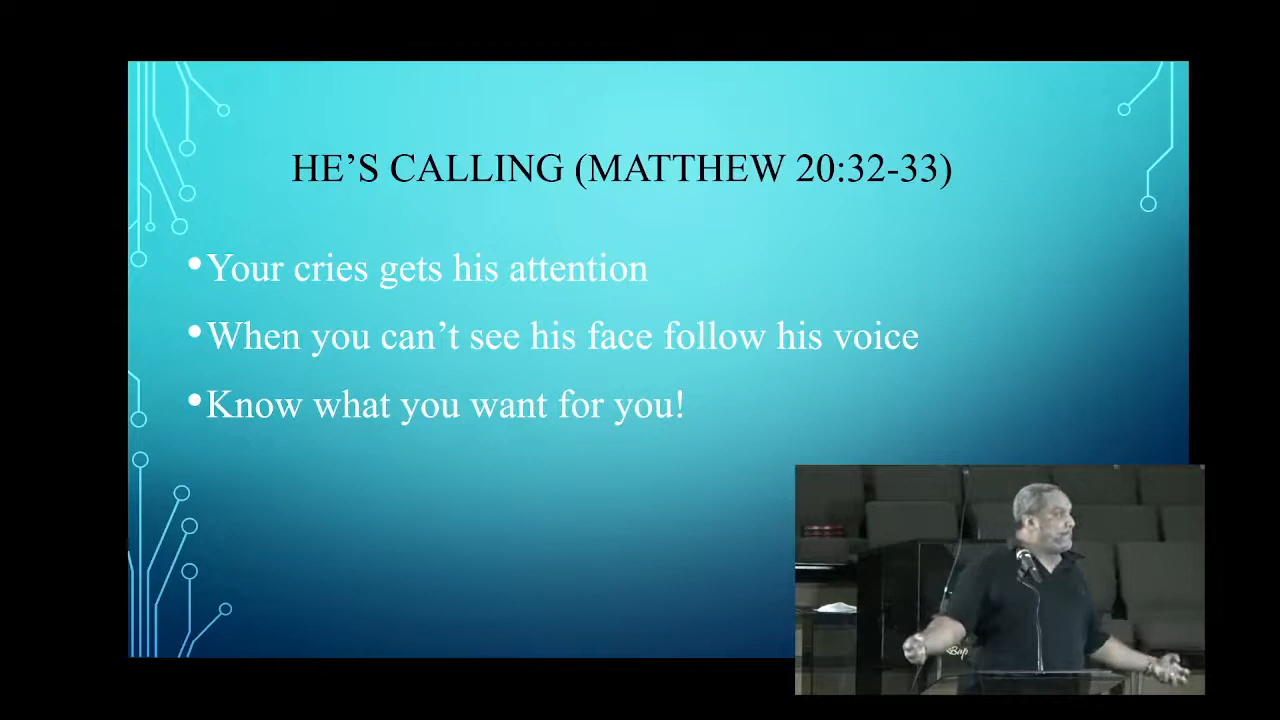 HE’S CALLING (MATTHEW 20:32-33)
•Your cries gets his attention
•When you can’t see his face follow his voice
•Know what you want for you!
Bap